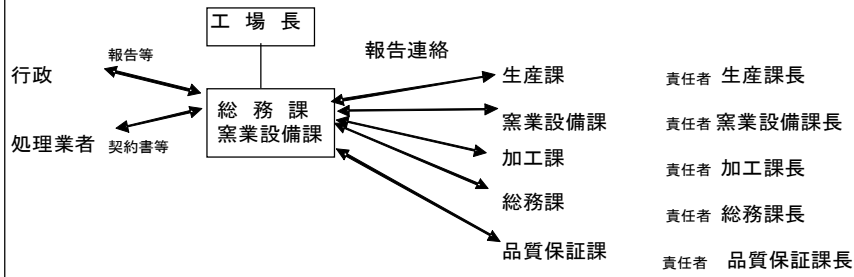 工 場 長
報告等
報告連絡
行政
生産課 責任者 生産課長
総 務 課
窯業設備課
窯業設備課 責任者 窯業設備課長
処理業者 契約書等
加工課 責任者 加工課長
総務課 責任者 総務課長
品質保証課 責任者 品質保証課長